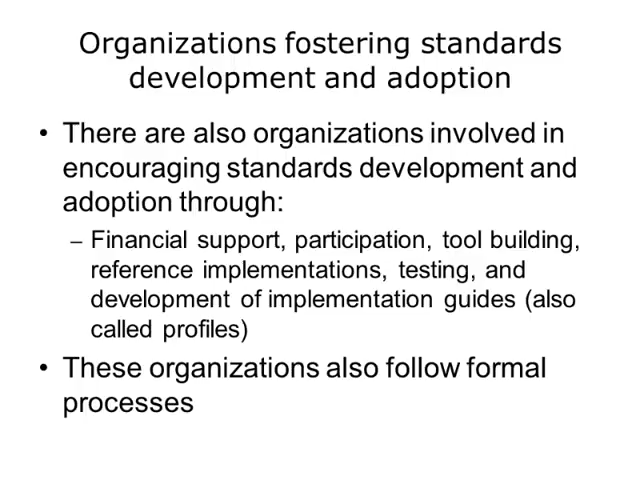 Organizations fostering standards
development and adoption
• There are also organizations involved in
encouraging standards development and
adoption through:
– Financial support, participation, tool building,
reference implementations, testing, and
development of implementation guides (also
called profiles)
• These organizations also follow formal
processes